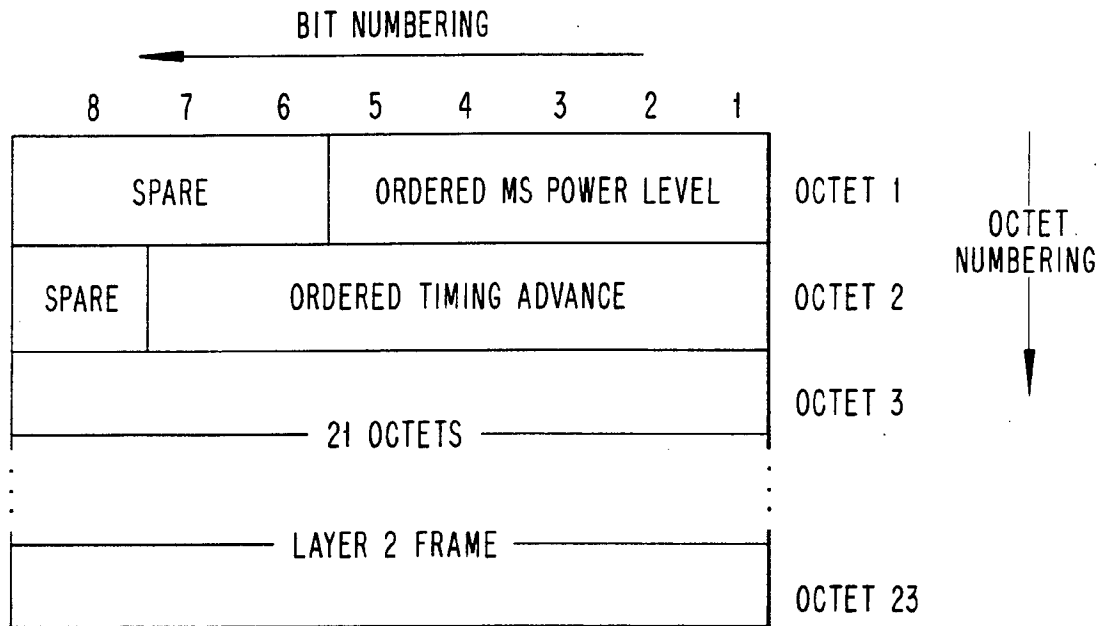 BIT NUMBERING
8 7 6 5 4 3 2 1
SPARE ORDERED MS POWER LEVEL OCTET 1
OCTET NUMBERING
SPARE ORDERED TIMING ADVANCE OCTET 2
OCTET 3
21 OCTETS
LAYER 2 FRAME
OCTET 23